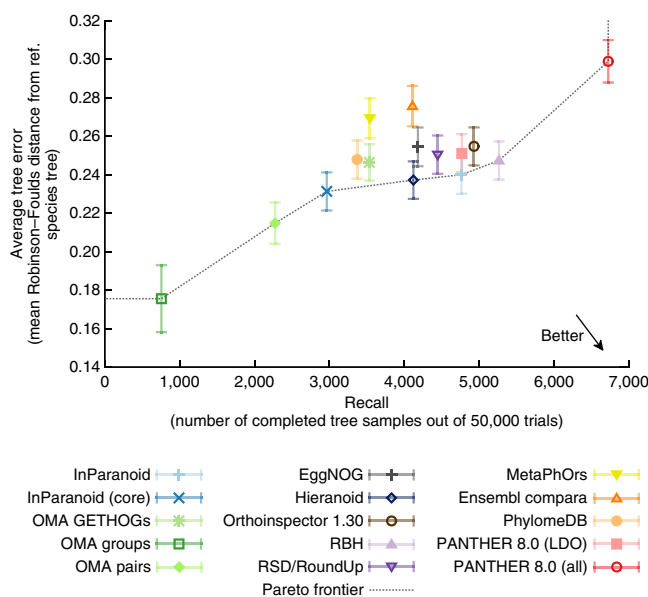 0.32
0.30
0.28
0.26
0.24
0.22
0.20
0.18
0.16
0.14
Average tree error
(mean Robinson–Foulds distance from ref.
species tree)
Better
0
1,000
2,000
3,000
4,000
5,000
6,000
7,000
Recall
(number of completed tree samples out of 50,000 trials)
InParanoid
InParanoid (core)
OMA GETHOGs
OMA groups
OMA pairs
EggNOG
Hieranoid
Orthoinspector 1.30
RBH
RSD/RoundUp
Pareto frontier
MetaPhOrs
Ensembl compara
PhylomeDB
PANTHER 8.0 (LDO)
PANTHER 8.0 (all)